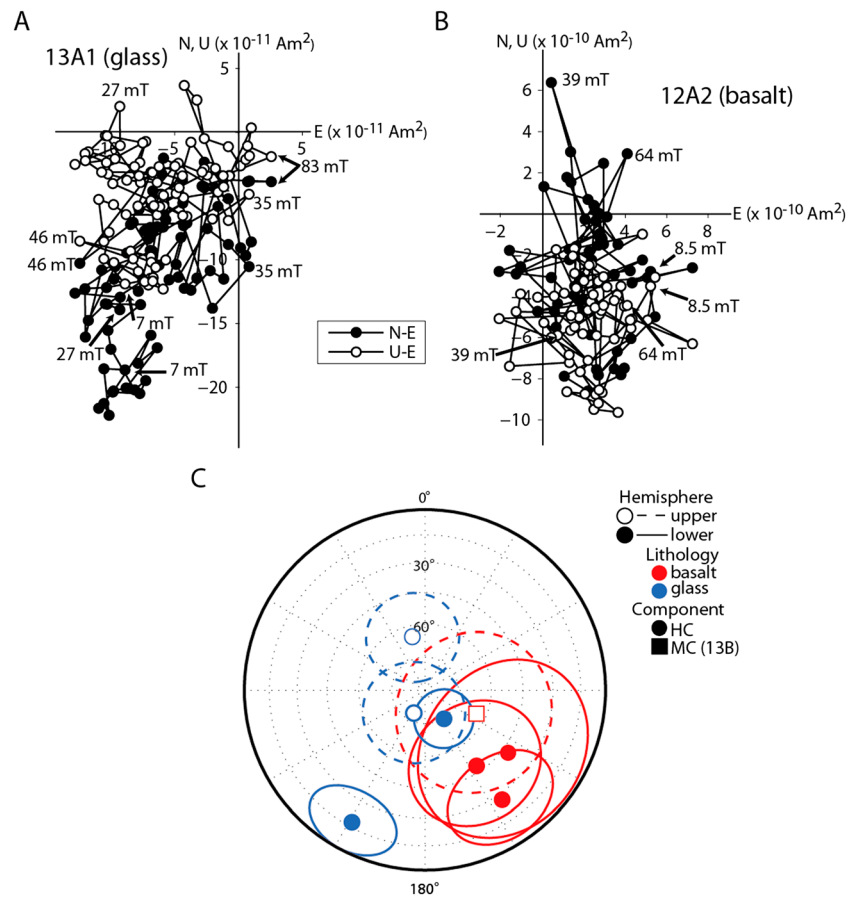 A
N, U (x 10⁻¹¹ Am²)
13A1 (glass)
5
27 mT
E (x 10⁻¹¹ Am²)
−5
5
83 mT
35 mT
46 mT
46 mT
−10
35 mT
7 mT
−15
27 mT
7 mT
−20
N-E
U-E
B
N, U (x 10⁻¹⁰ Am²)
6
39 mT
12A2 (basalt)
4
64 mT
2
E (x 10⁻¹⁰ Am²)
−2
4
6
8
8.5 mT
8.5 mT
39 mT
−6
64 mT
−8
−10
C
0°
30°
60°
180°
Hemisphere
upper
lower
Lithology
basalt
glass
Component
HC
MC (13B)